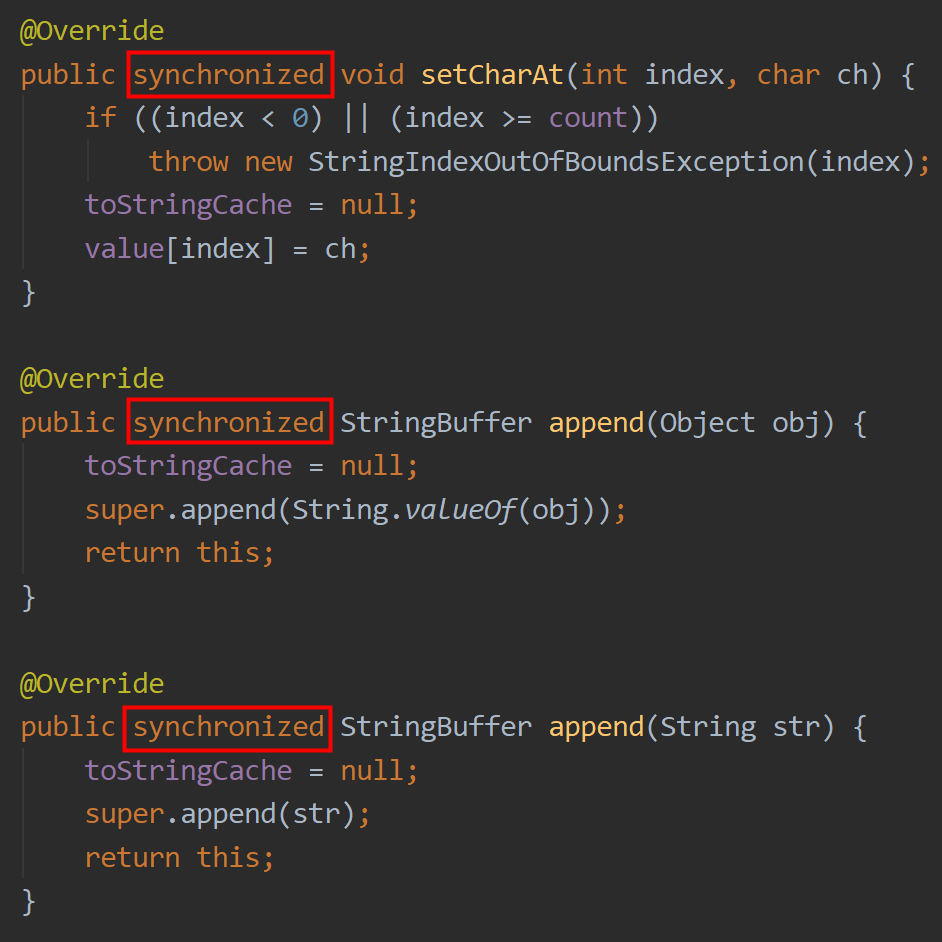 @Override
public synchronized void setCharAt(int index, char ch) {
if ((index < 0) || (index >= count))
throw new StringIndexOutOfBoundsException(index);
toStringCache = null;
value[index] = ch;
}
@Override
public synchronized StringBuffer append(Object obj) {
toStringCache = null;
super.append(String.valueOf(obj));
return this;
}
@Override
public synchronized StringBuffer append(String str) {
toStringCache = null;
super.append(str);
return this;
}